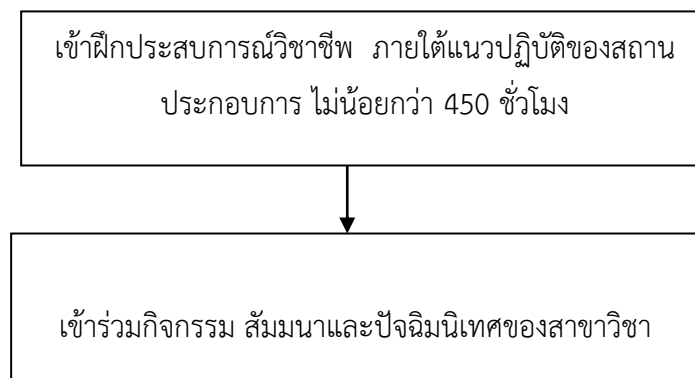 เข้าฝึกประสบการณ์วิชาชีพ ภายใต้แนวปฏิบัติของสถาน
ประกอบการ ไม่น้อยกว่า 450 ชั่วโมง
เข้าร่วมกิจกรรม สัมมนาและปัจฉิมนิเทศของสาขาวิชา